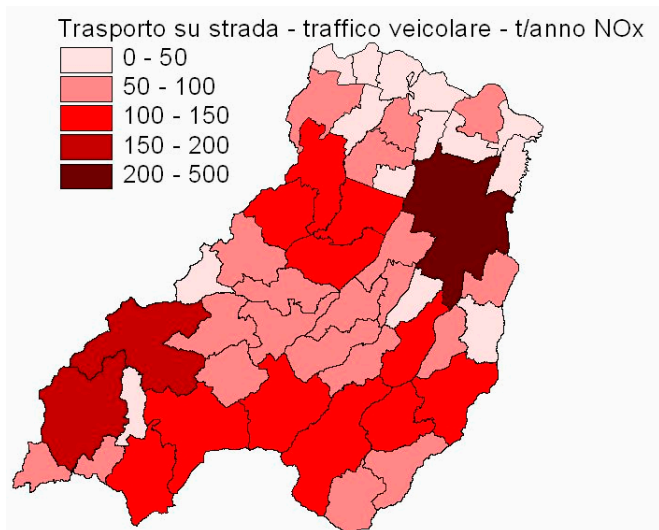 Trasporto su strada - traffico veicolare - t/anno NOx
0 - 50
50 - 100
100 - 150
150 - 200
200 - 500